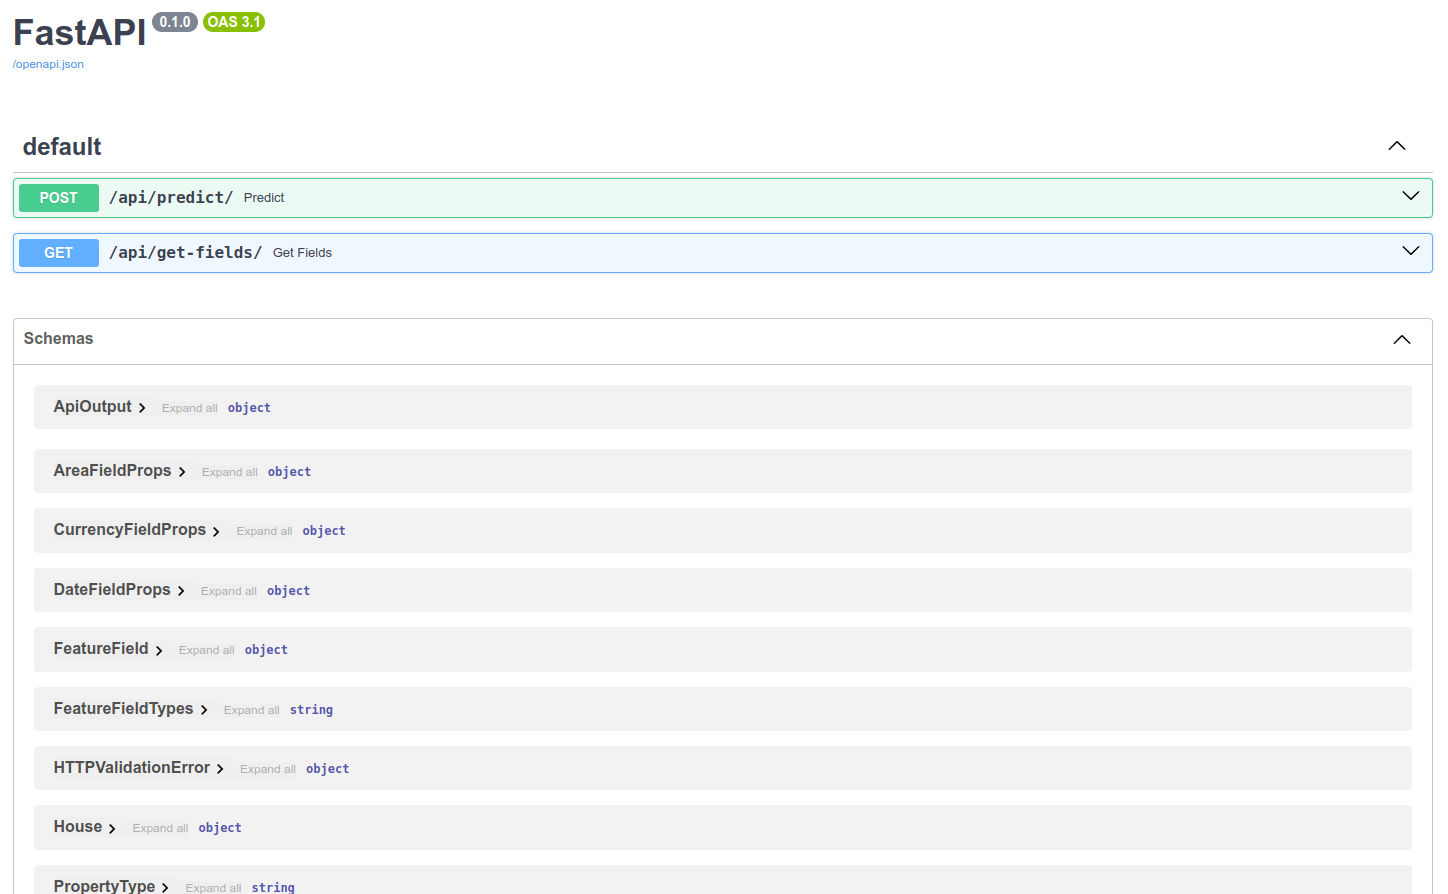 FastAPI 0.1.0 OAS 3.1
/openapi.json
default
POST /api/predict/ Predict
GET /api/get-fields/ Get Fields
Schemas
ApiOutput Expand all object
AreaFieldProps Expand all object
CurrencyFieldProps Expand all object
DateFieldProps Expand all object
FeatureField Expand all object
FeatureFieldTypes Expand all string
HTTPValidationError Expand all object
House Expand all object
PropertyType Expand all string